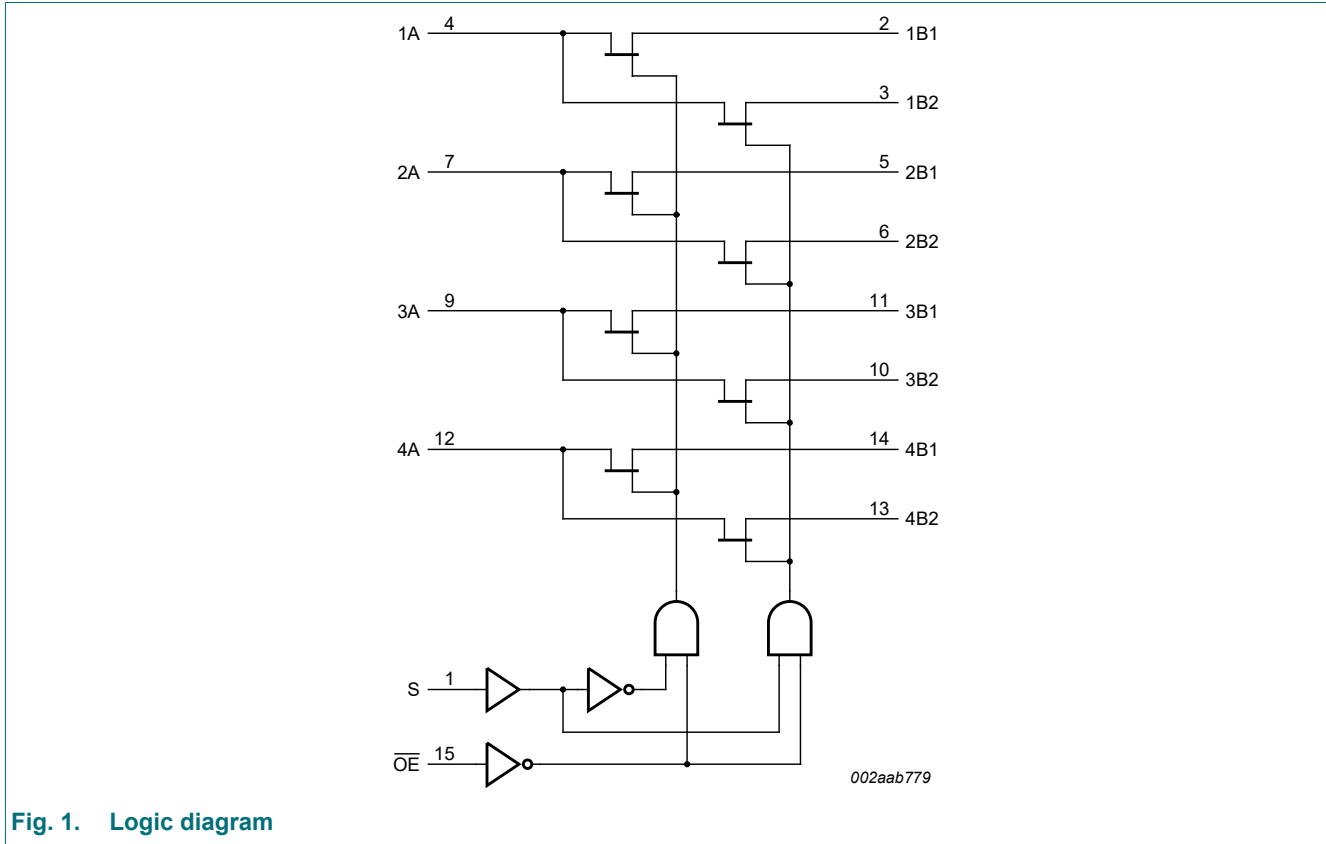 1A 4 2 1B1
3 1B2
2A 7 5 2B1
6 2B2
3A 9 11 3B1
10 3B2
4A 12 14 4B1
13 4B2
S 1
O̅E̅ 15
002aab779
Fig. 1. Logic diagram